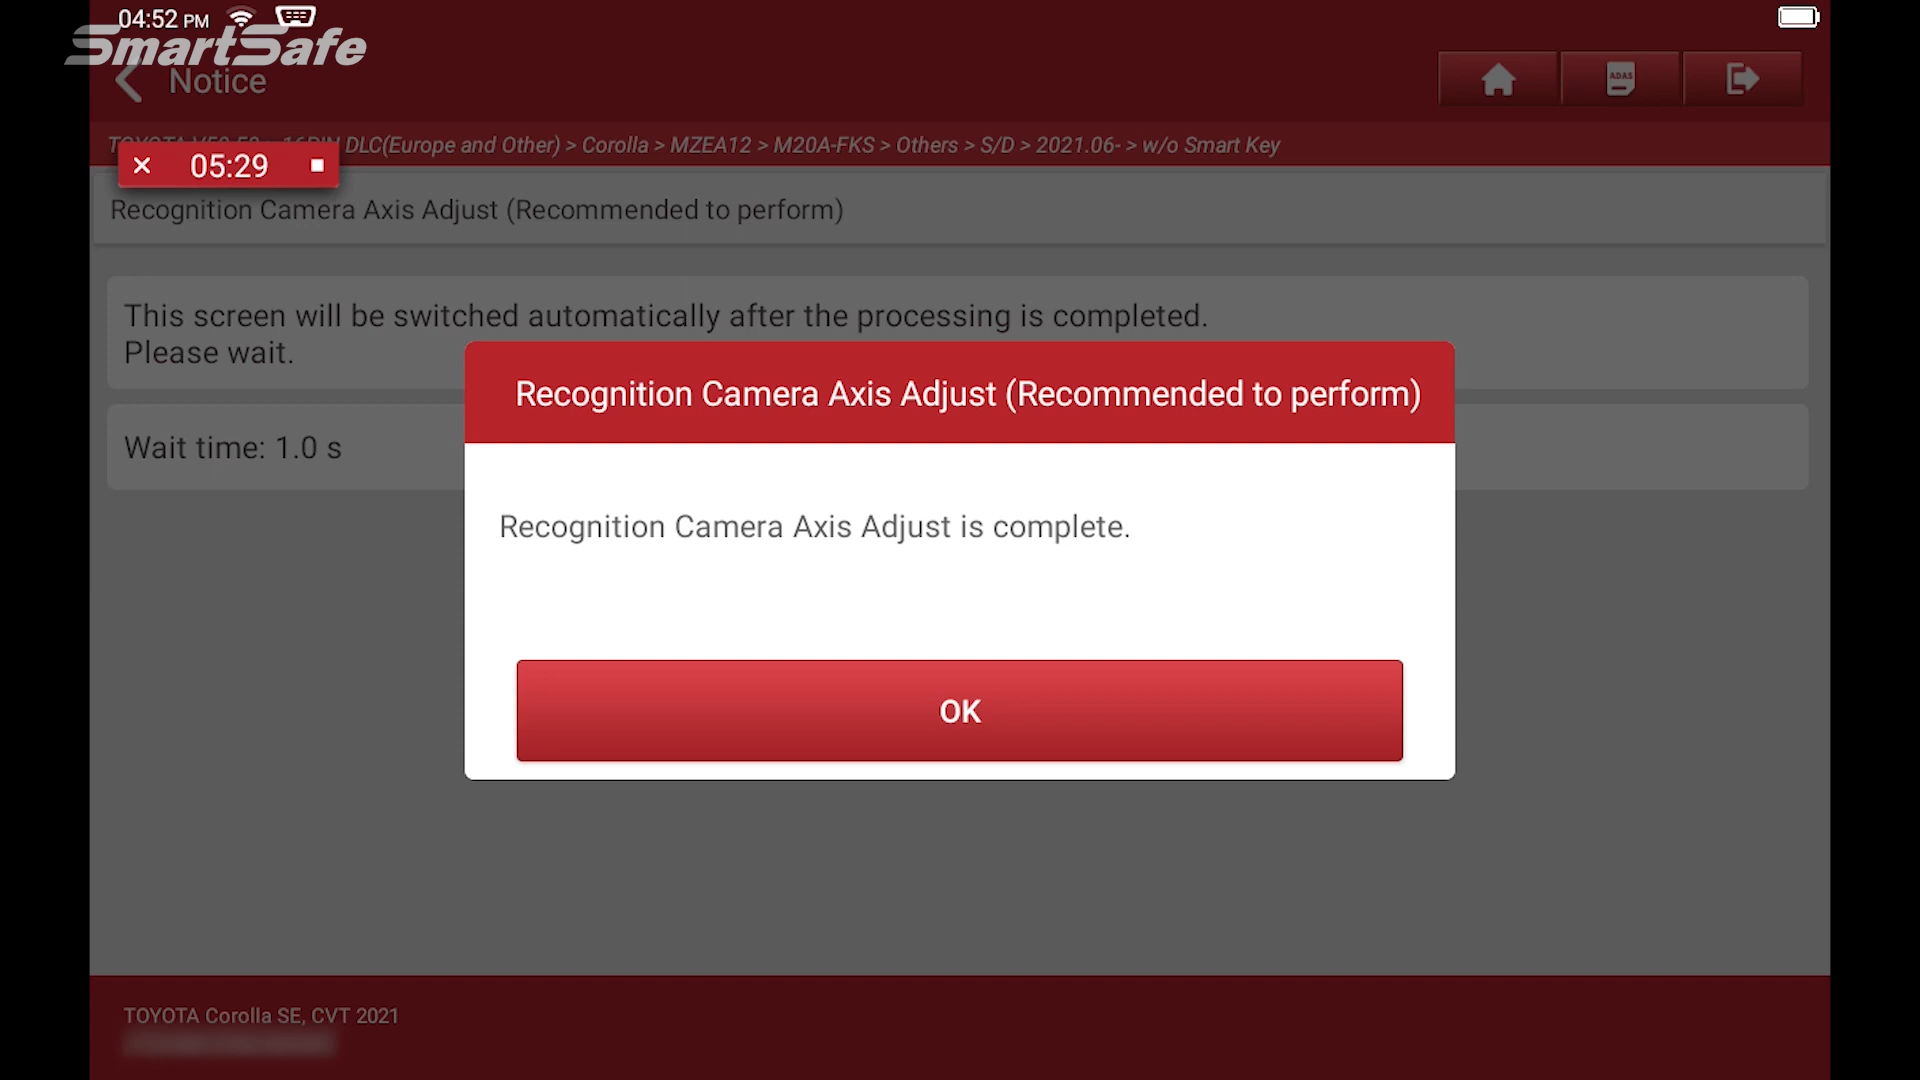 04:52 PM
SmartSafe
Notice
ADAS
DLC(Europe and Other) > Corolla > MZEA12 > M20A-FKS > Others > S/D > 2021.06- > w/o Smart Key
05:29
Recognition Camera Axis Adjust (Recommended to perform)
This screen will be switched automatically after the processing is completed.
Please wait.
Wait time: 1.0 s
Recognition Camera Axis Adjust (Recommended to perform)
Recognition Camera Axis Adjust is complete.
OK
TOYOTA Corolla SE, CVT 2021